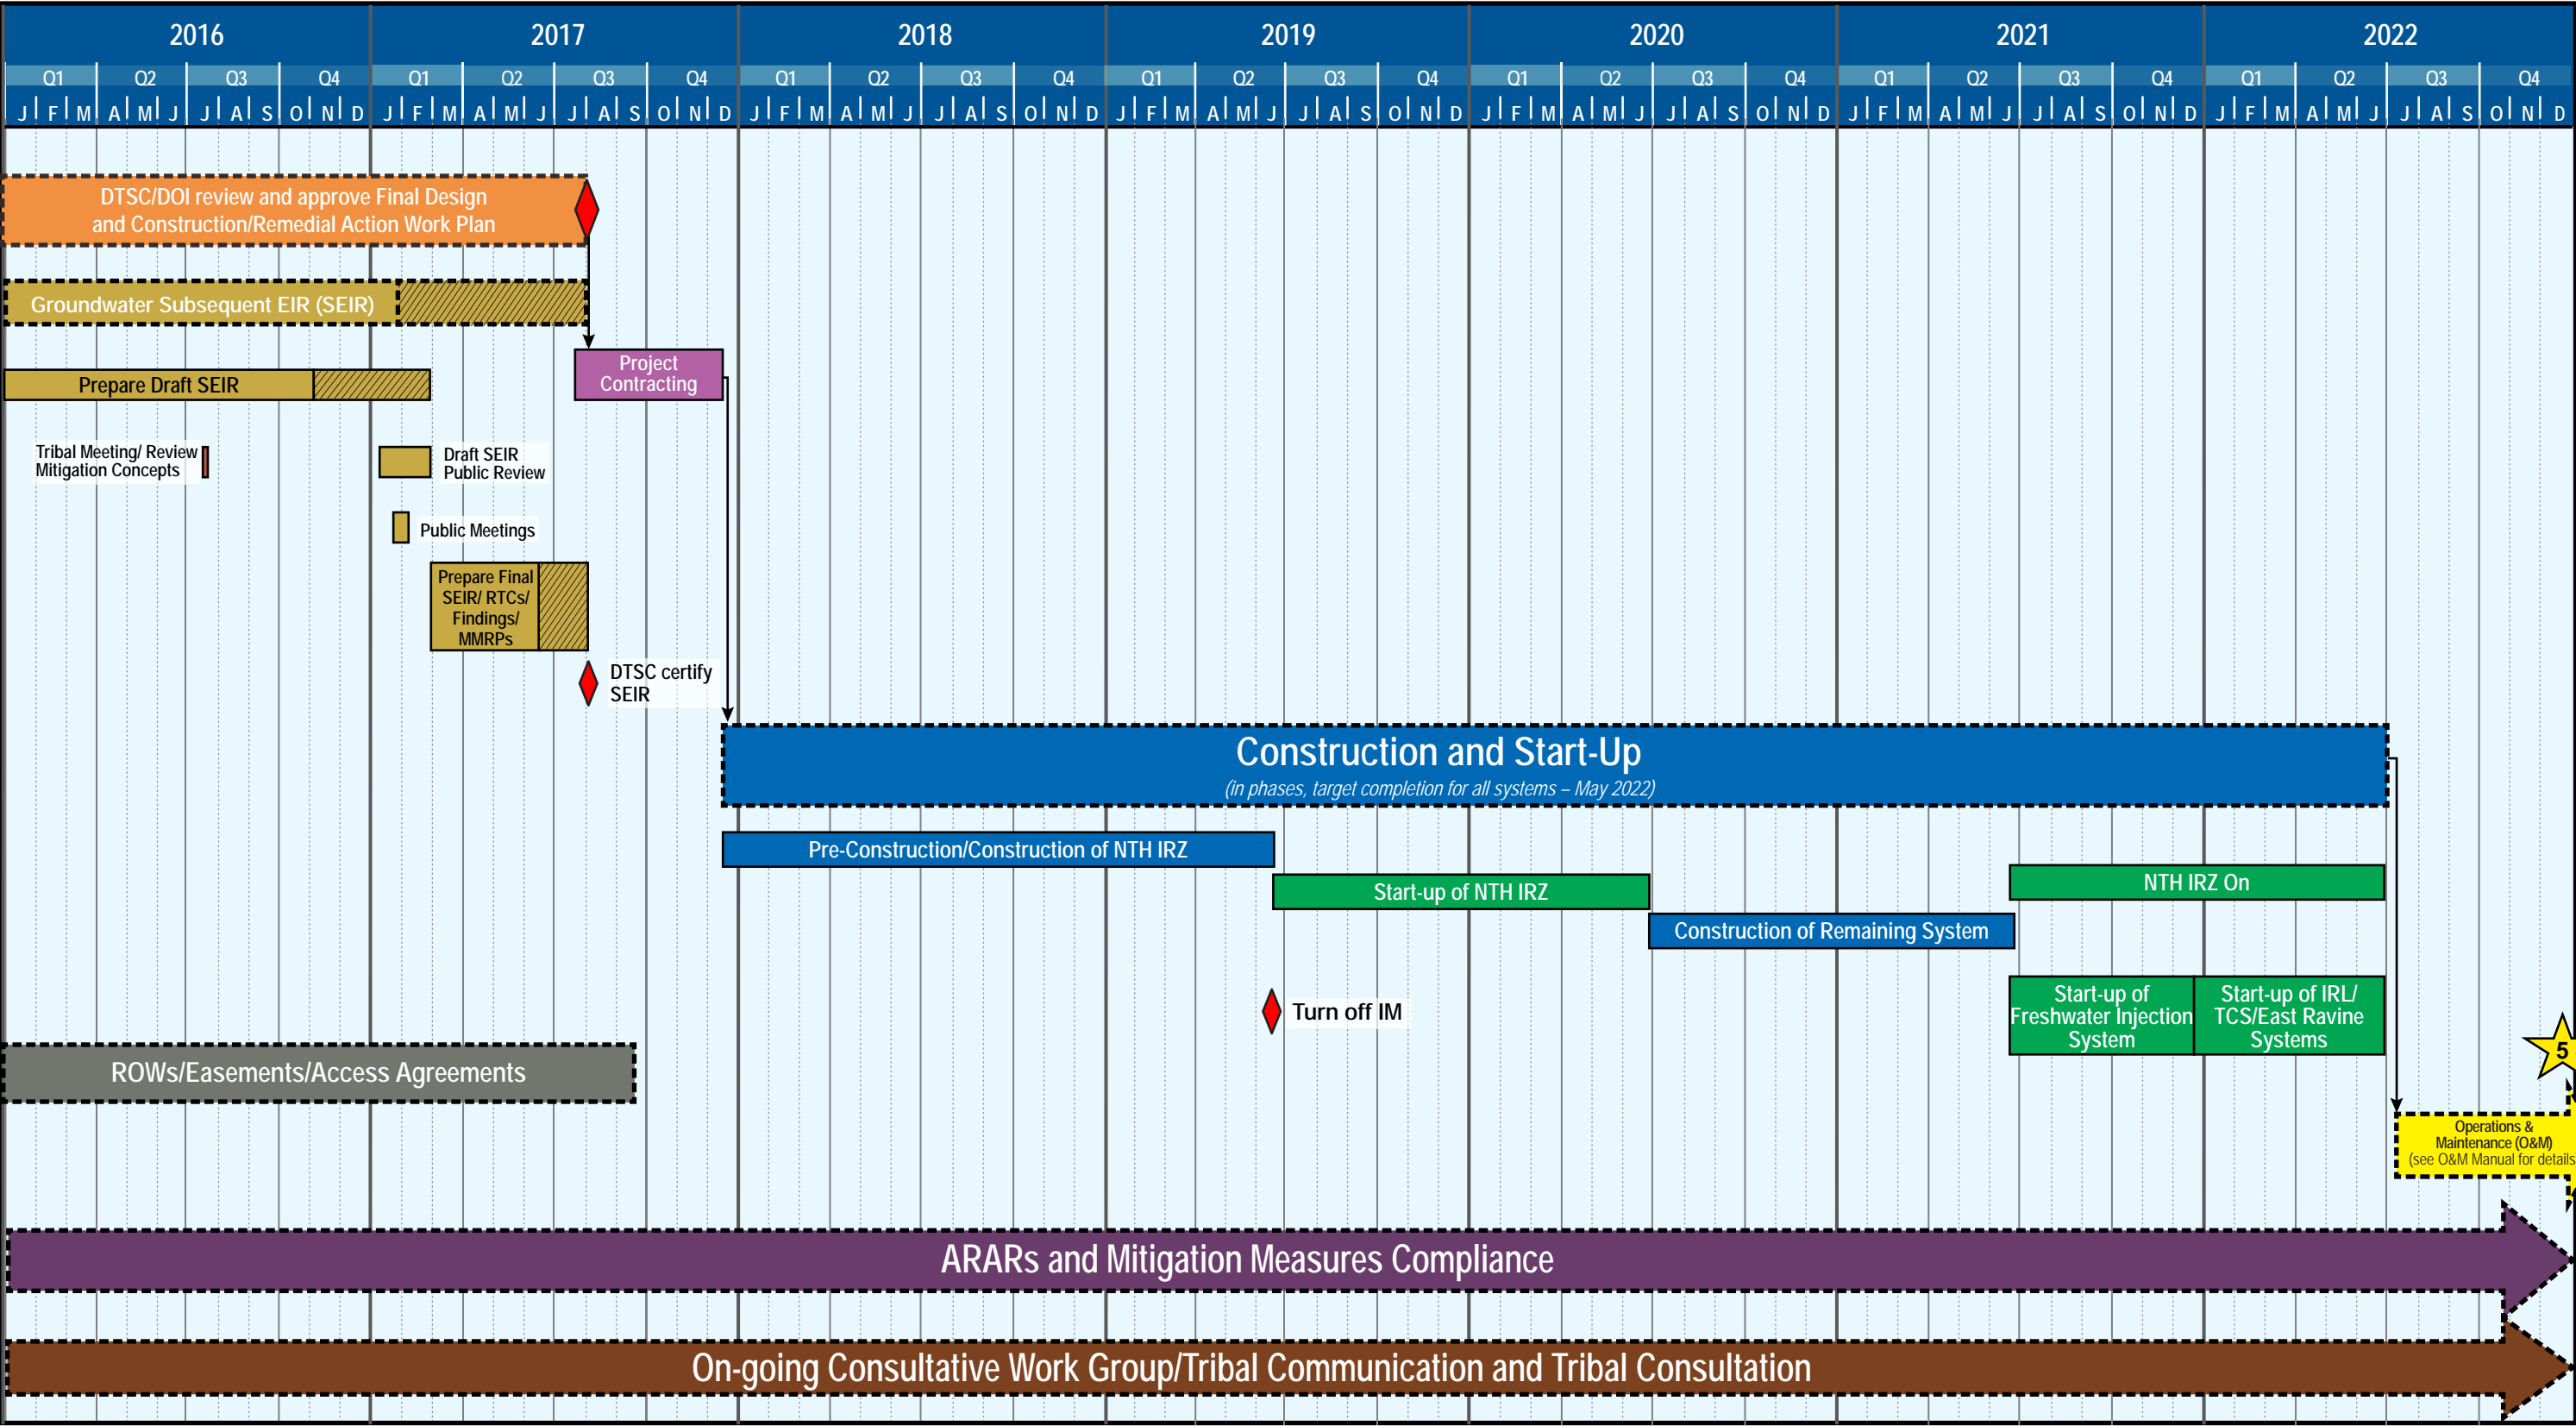 2016 2017 2018 2019 2020 2021 2022
Q1 Q2 Q3 Q4 Q1 Q2 Q3 Q4 Q1 Q2 Q3 Q4 Q1 Q2 Q3 Q4 Q1 Q2 Q3 Q4 Q1 Q2 Q3 Q4 Q1 Q2 Q3 Q4
J F M A M J J A S O N D J F M A M J J A S O N D J F M A M J J A S O N D J F M A M J J A S O N D J F M A M J J A S O N D J F M A M J J A S O N D J F M A M J J A S O N D
DTSC/DOI review and approve Final Design
and Construction/Remedial Action Work Plan
Groundwater Subsequent EIR (SEIR)
Project
Contracting
Prepare Draft SEIR
Tribal Meeting/ Review
Mitigation Concepts
Draft SEIR
Public Review
Public Meetings
Prepare Final
SEIR/ RTCs/
Findings/
MMRPs
DTSC certify
SEIR
Construction and Start-Up
(in phases, target completion for all systems – May 2022)
Pre-Construction/Construction of NTH IRZ
Start-up of NTH IRZ
NTH IRZ On
Construction of Remaining System
Turn off IM
Start-up of
Freshwater Injection
System
Start-up of IRL/
TCS/East Ravine
Systems
5
ROWs/Easements/Access Agreements
Operations &
Maintenance (O&M)
(see O&M Manual for details
ARARs and Mitigation Measures Compliance
On-going Consultative Work Group/Tribal Communication and Tribal Consultation